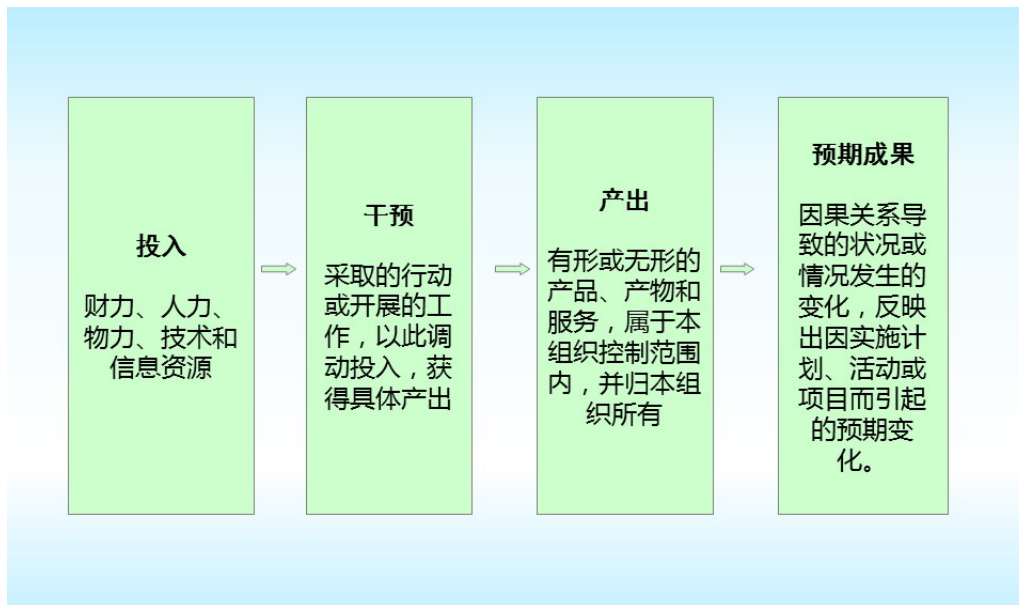 投入
财力、人力、
物力、技术和
信息资源
干预
采取的行动
或开展的工
作，以此调
动投入，获
得具体产出
产出
有形或无形的
产品、产物和
服务，属于本
组织控制范围
内，并归本组
织所有
预期成果
因果关系导
致的状况或
情况发生的
变化，反映
出因实施计
划、活动或
项目而引起
的预期变
化。